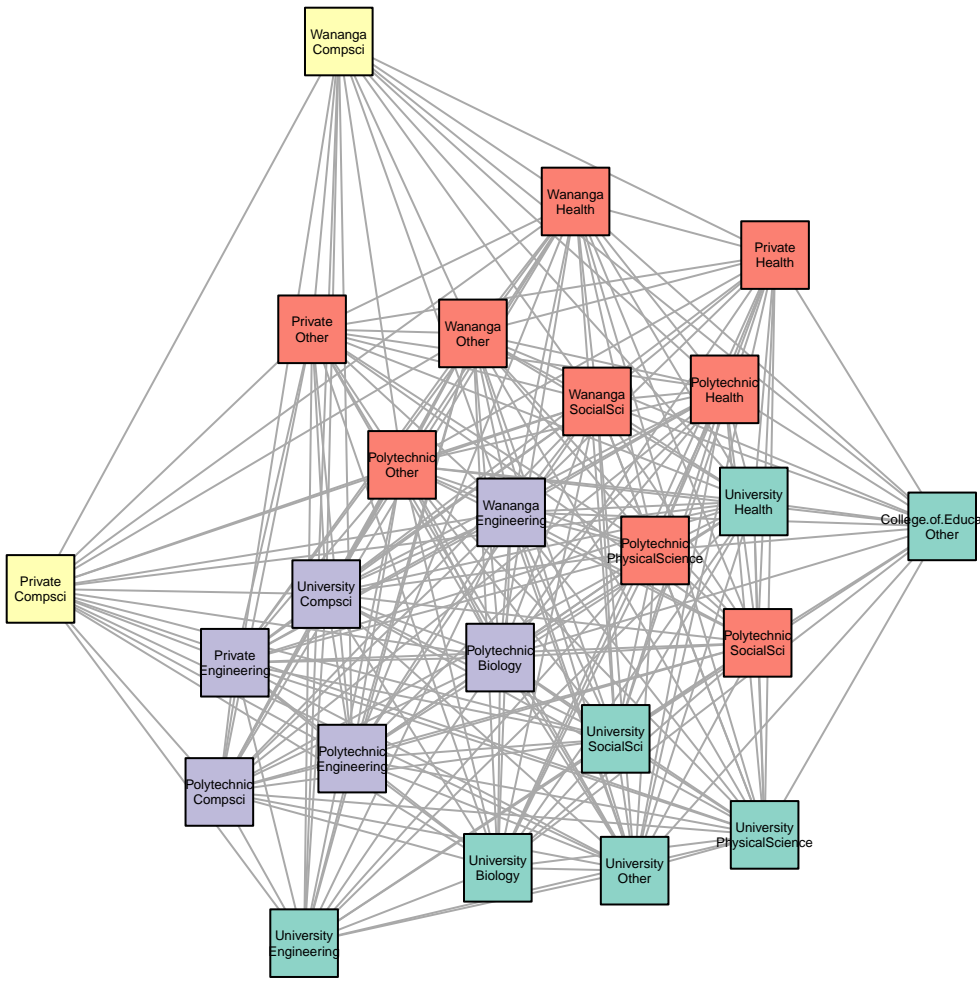 Wananga
Compsci
Wananga
Health
Private
Health
Private
Other
Wananga
Other
Wananga
SocialSci
Polytechnic
Health
Polytechnic
Other
Wananga
Engineering
University
Health
College.of.Educa
Other
Polytechnic
PhysicalScience
Private
Compsci
University
Compsci
Private
Engineering
Polytechnic
Biology
Polytechnic
SocialSci
University
SocialSci
Polytechnic
Engineering
Polytechnic
Compsci
University
PhysicalScience
University
Biology
University
Other
University
Engineering